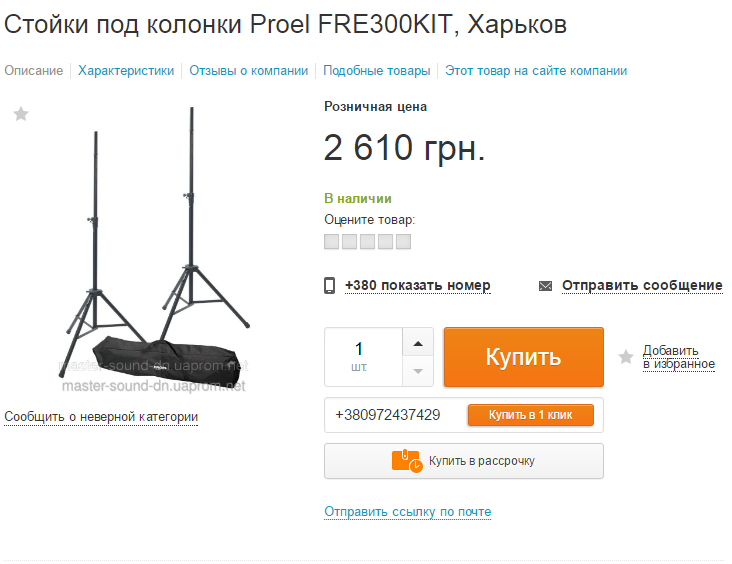 Стойки под колонки Proel FRE300KIT, Харьков
Описание Характеристики Отзывы о компании Подобные товары Этот товар на сайте компании
Розничная цена
2 610 грн.
В наличии
Оцените товар:
+380 показать номер Отправить сообщение
1
шт.
Купить
Добавить
в избранное
master-sound-dn.uaprom.net
master-sound-dn.uaprom.net
Сообщить о неверной категории
+380972437429 Купить в 1 клик
Купить в рассрочку
Отправить ссылку по почте